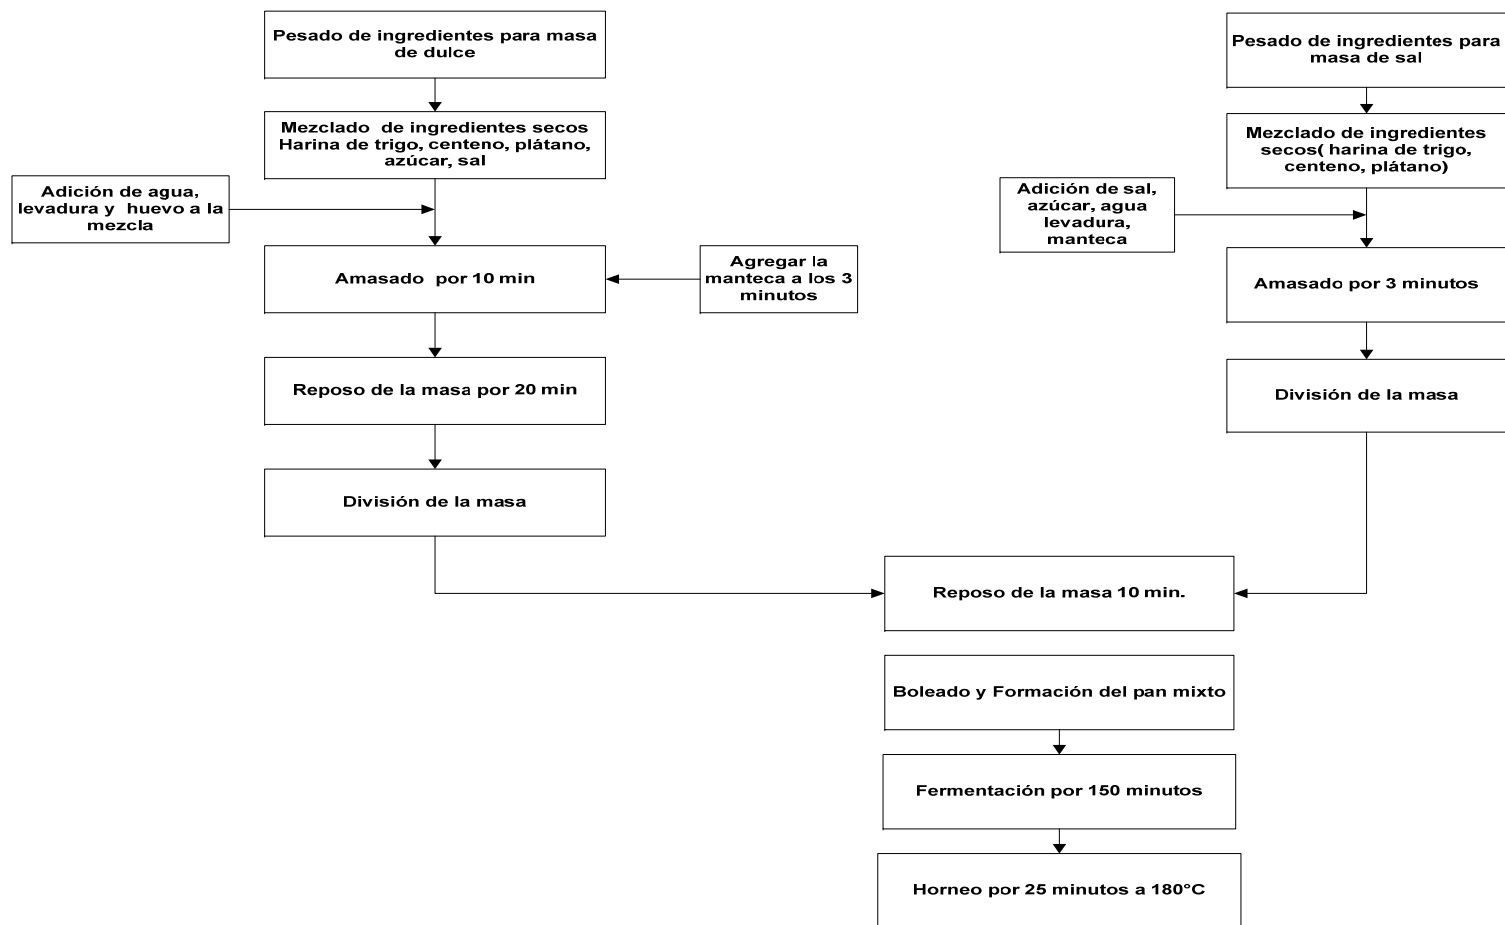 Pesado de ingredientes para masa
de dulce
Mezclado de ingredientes secos
Harina de trigo, centeno, plátano,
azúcar, sal
Adición de agua,
levadura y huevo a la
mezcla
Amasado por 10 min
Agregar la
manteca a los 3
minutos
Reposo de la masa por 20 min
División de la masa
Pesado de ingredientes para
masa de sal
Mezclado de ingredientes
secos( harina de trigo,
centeno, plátano)
Adición de sal,
azúcar, agua
levadura,
manteca
Amasado por 3 minutos
División de la masa
Reposo de la masa 10 min.
Boleado y Formación del pan mixto
Fermentación por 150 minutos
Horneo por 25 minutos a 180°C